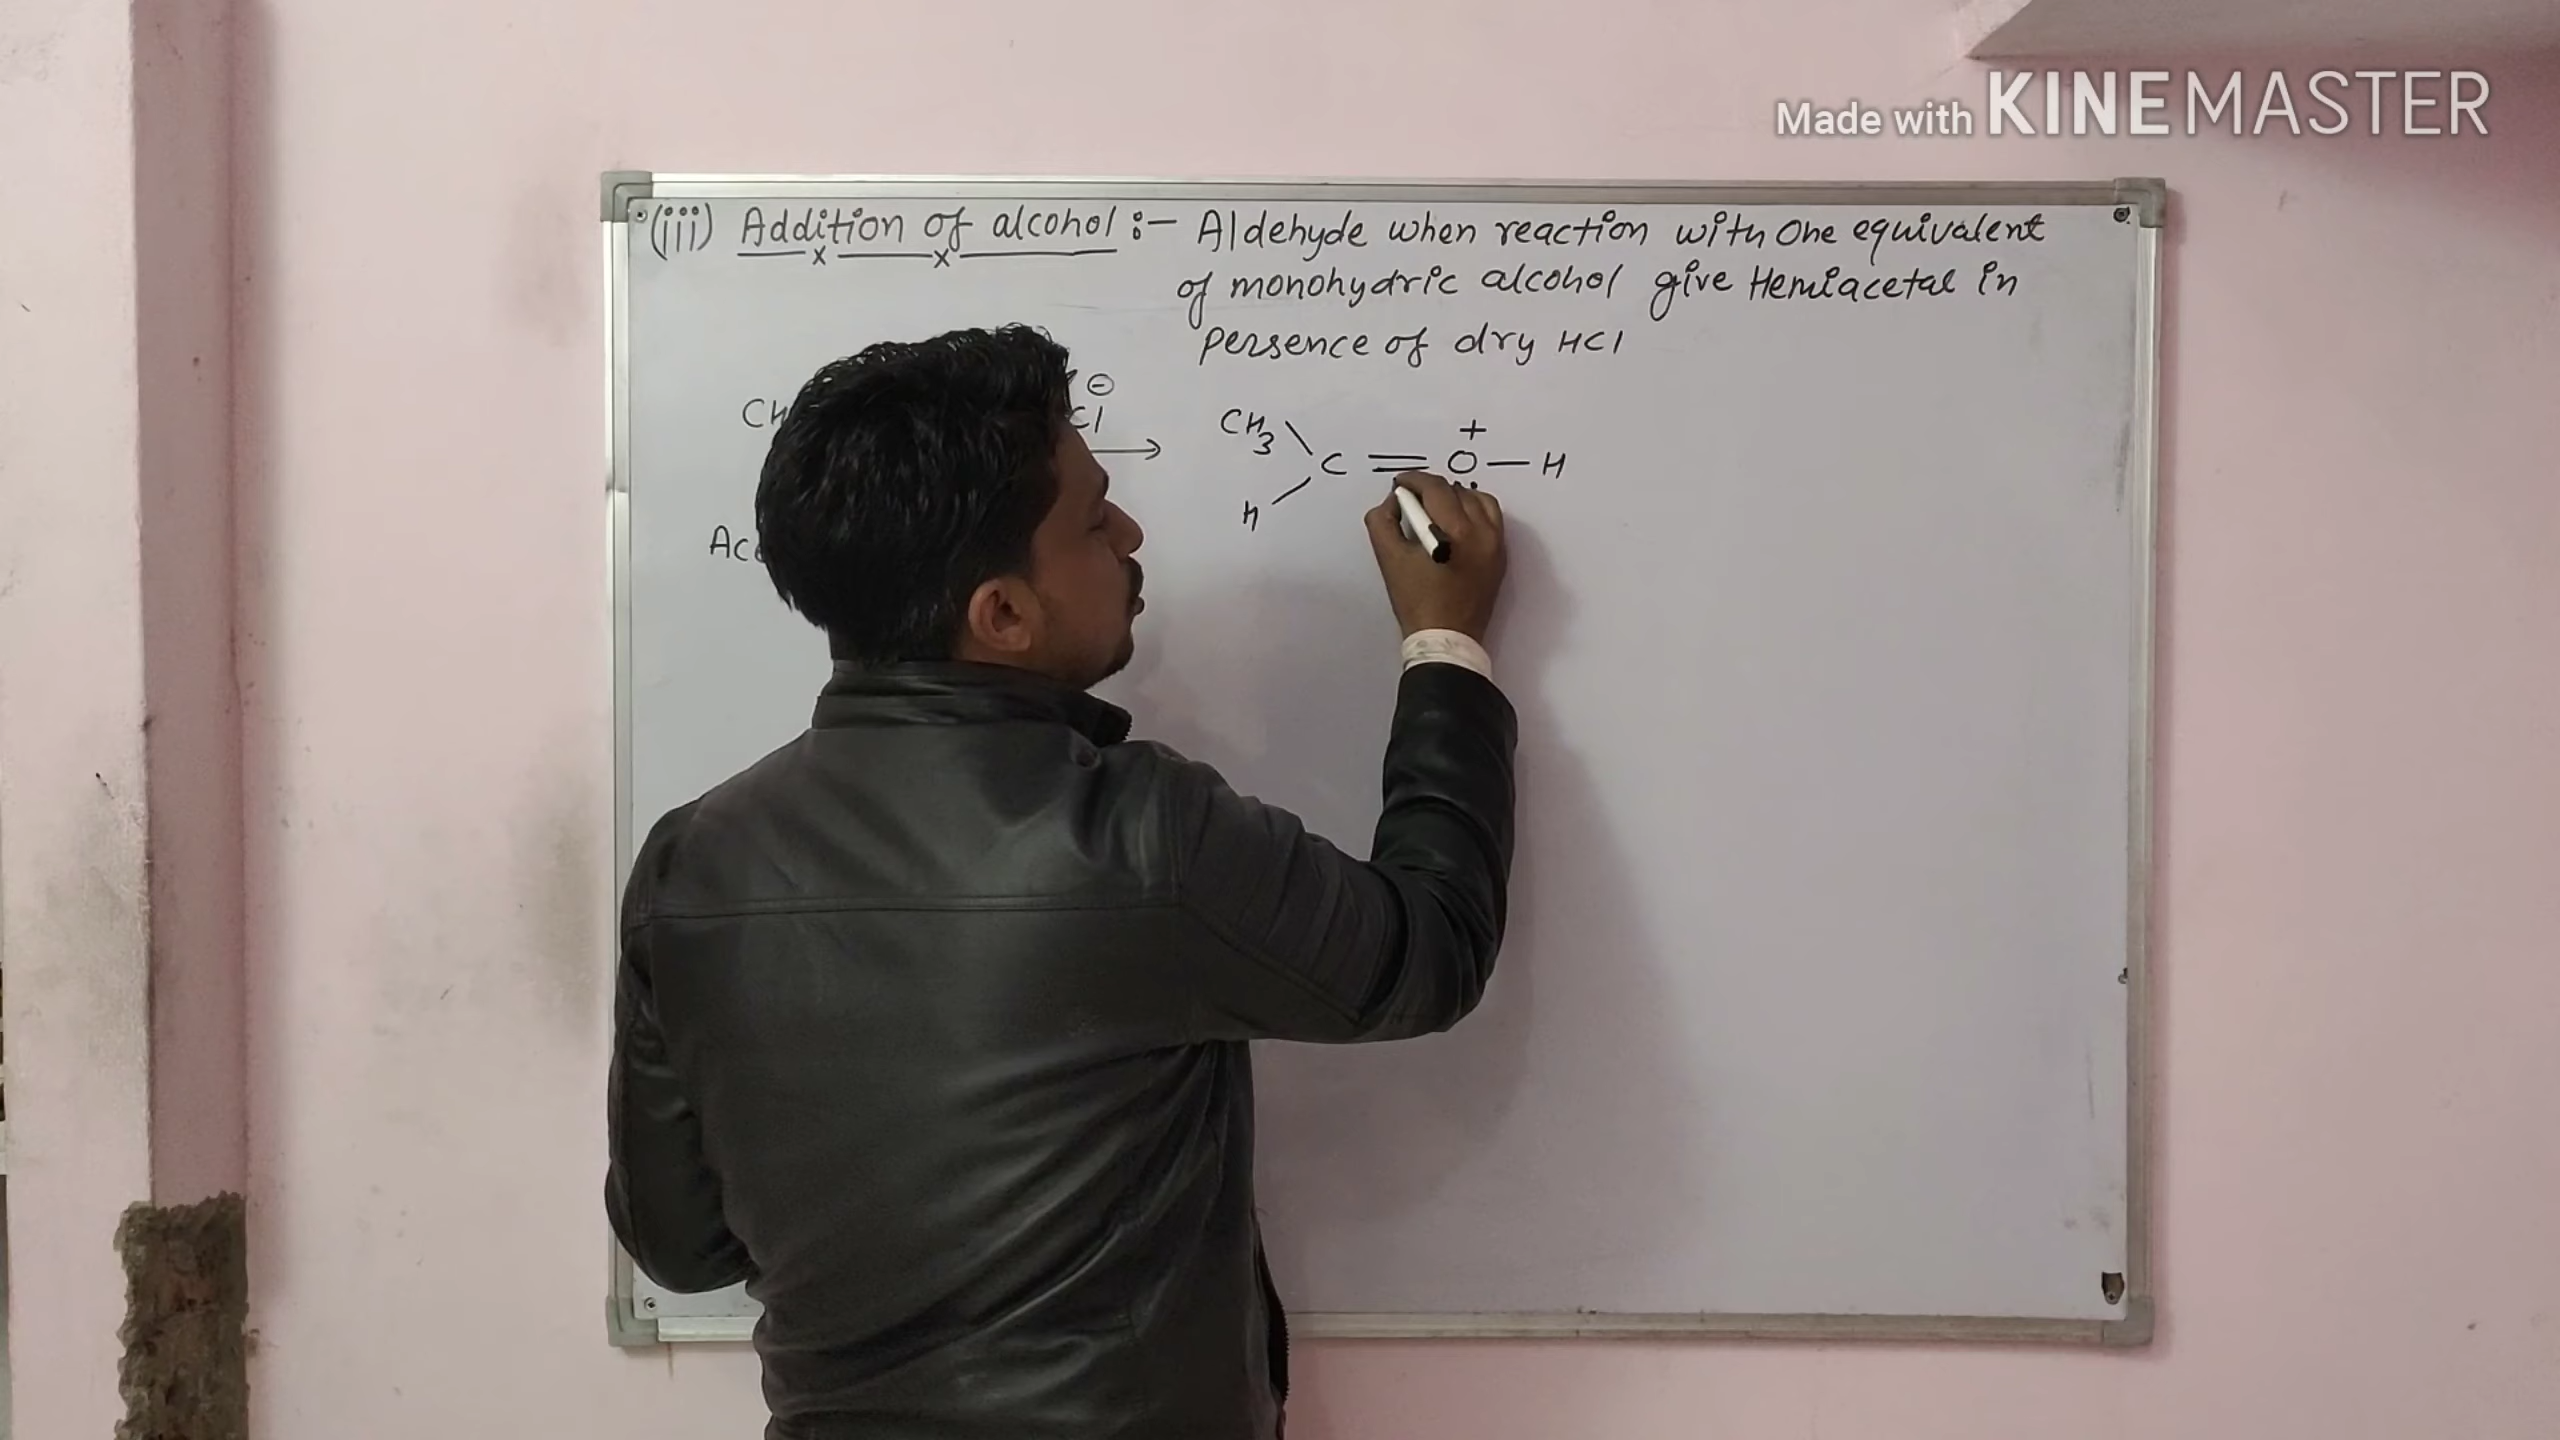 Made with KINEMASTER
(iii) Addition of alcohol :- Aldehyde when reaction with One equivalent
of monohydric alcohol give Hemiacetal in
persence of dry HCl
⊖
Cl
CH
CH3
C = O — H
+
H